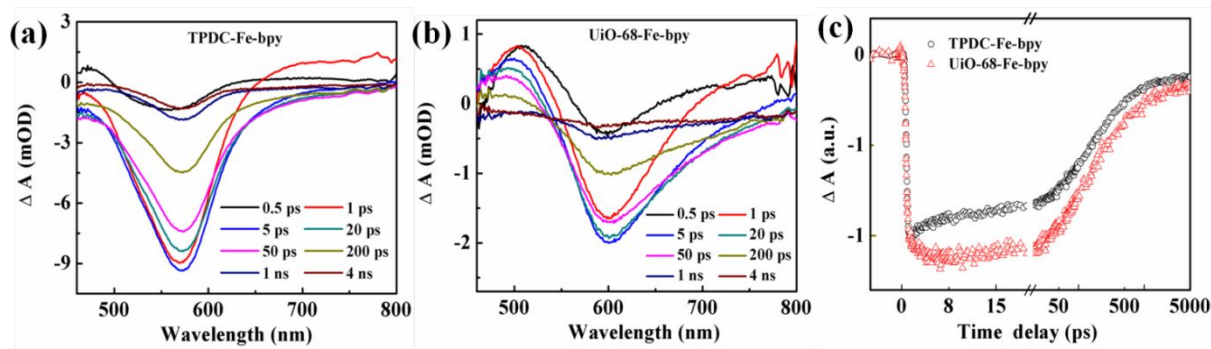 (a)
TPDC-Fe-bpy
3
0
-3
-6
-9
Δ A (mOD)
0.5 ps 1 ps
5 ps 20 ps
50 ps 200 ps
1 ns 4 ns
500 600 700 800
Wavelength (nm)
(b)
UiO-68-Fe-bpy
1
0
-1
-2
Δ A (mOD)
0.5 ps 1 ps
5 ps 20 ps
50 ps 200 ps
1 ns 4 ns
500 600 700 800
Wavelength (nm)
(c)
TPDC-Fe-bpy
UiO-68-Fe-bpy
0
-1
-1
Δ A (a.u.)
0 8 15 50 500 5000
Time delay (ps)